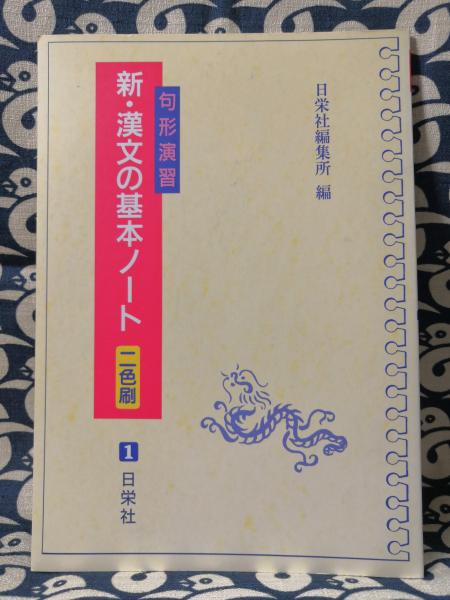 日栄社編集所 編
句形演習
新・漢文の基本ノート
二色刷
1
日栄社